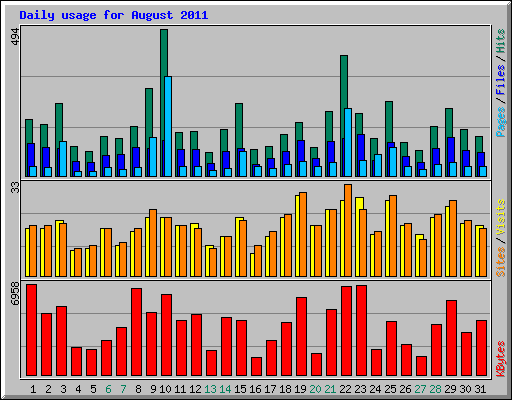 Daily usage for August 2011
494
Pages / Files / Hits
33
Sites / Visits
6958
KBytes
1 2 3 4 5 6 7 8 9 10 11 12 13 14 15 16 17 18 19 20 21 22 23 24 25 26 27 28 29 30 31